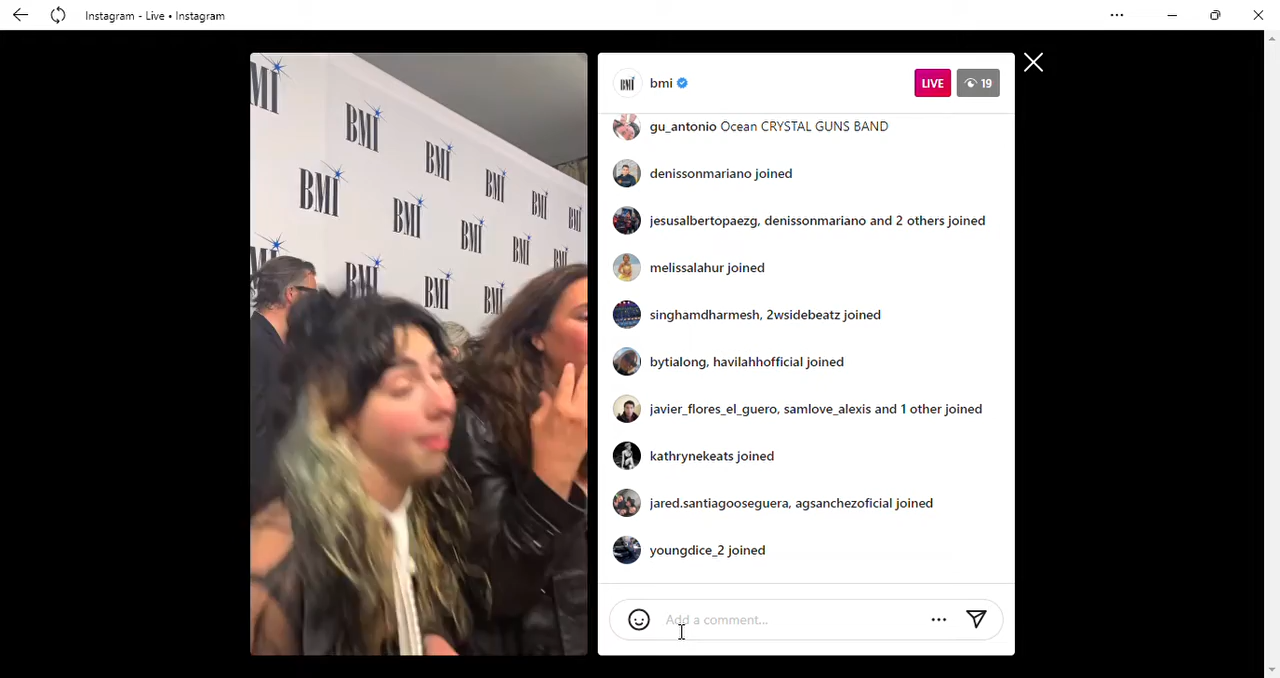 Instagram - Live • Instagram
bmi
LIVE
19
gu_antonio Ocean CRYSTAL GUNS BAND
denissonmariano joined
jesusalbertopaezg, denissonmariano and 2 others joined
melissalahur joined
singhamdharmesh, 2wsidebeatz joined
bytialong, havilahhofficial joined
javier_flores_el_guero, samlove_alexis and 1 other joined
kathrynekeats joined
jared.santiagooseguera, agsanchezoficial joined
youngdice_2 joined
Add a comment...
BMI
BMI
BMI
BMI
BMI
BMI
BMI
BMI
BMI
BMI
BMI
BMI
BMI
BMI